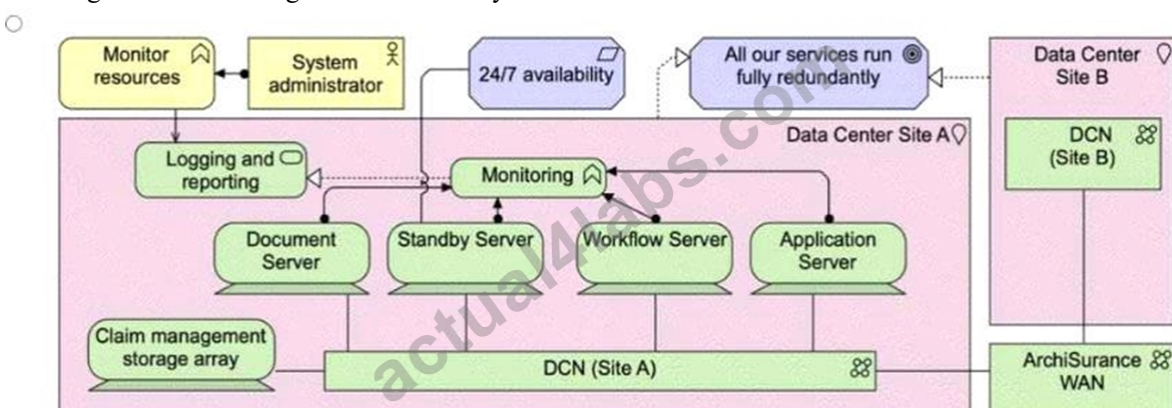 Monitor
resources
System
administrator
24/7 availability
All our services run
fully redundantly
Data Center
Site B
Data Center Site A
DCN
(Site B)
Logging and
reporting
Monitoring
Document
Server
Standby Server
Workflow Server
Application
Server
Claim management
storage array
DCN (Site A)
ArchiSurance
WAN
actual4labs.com